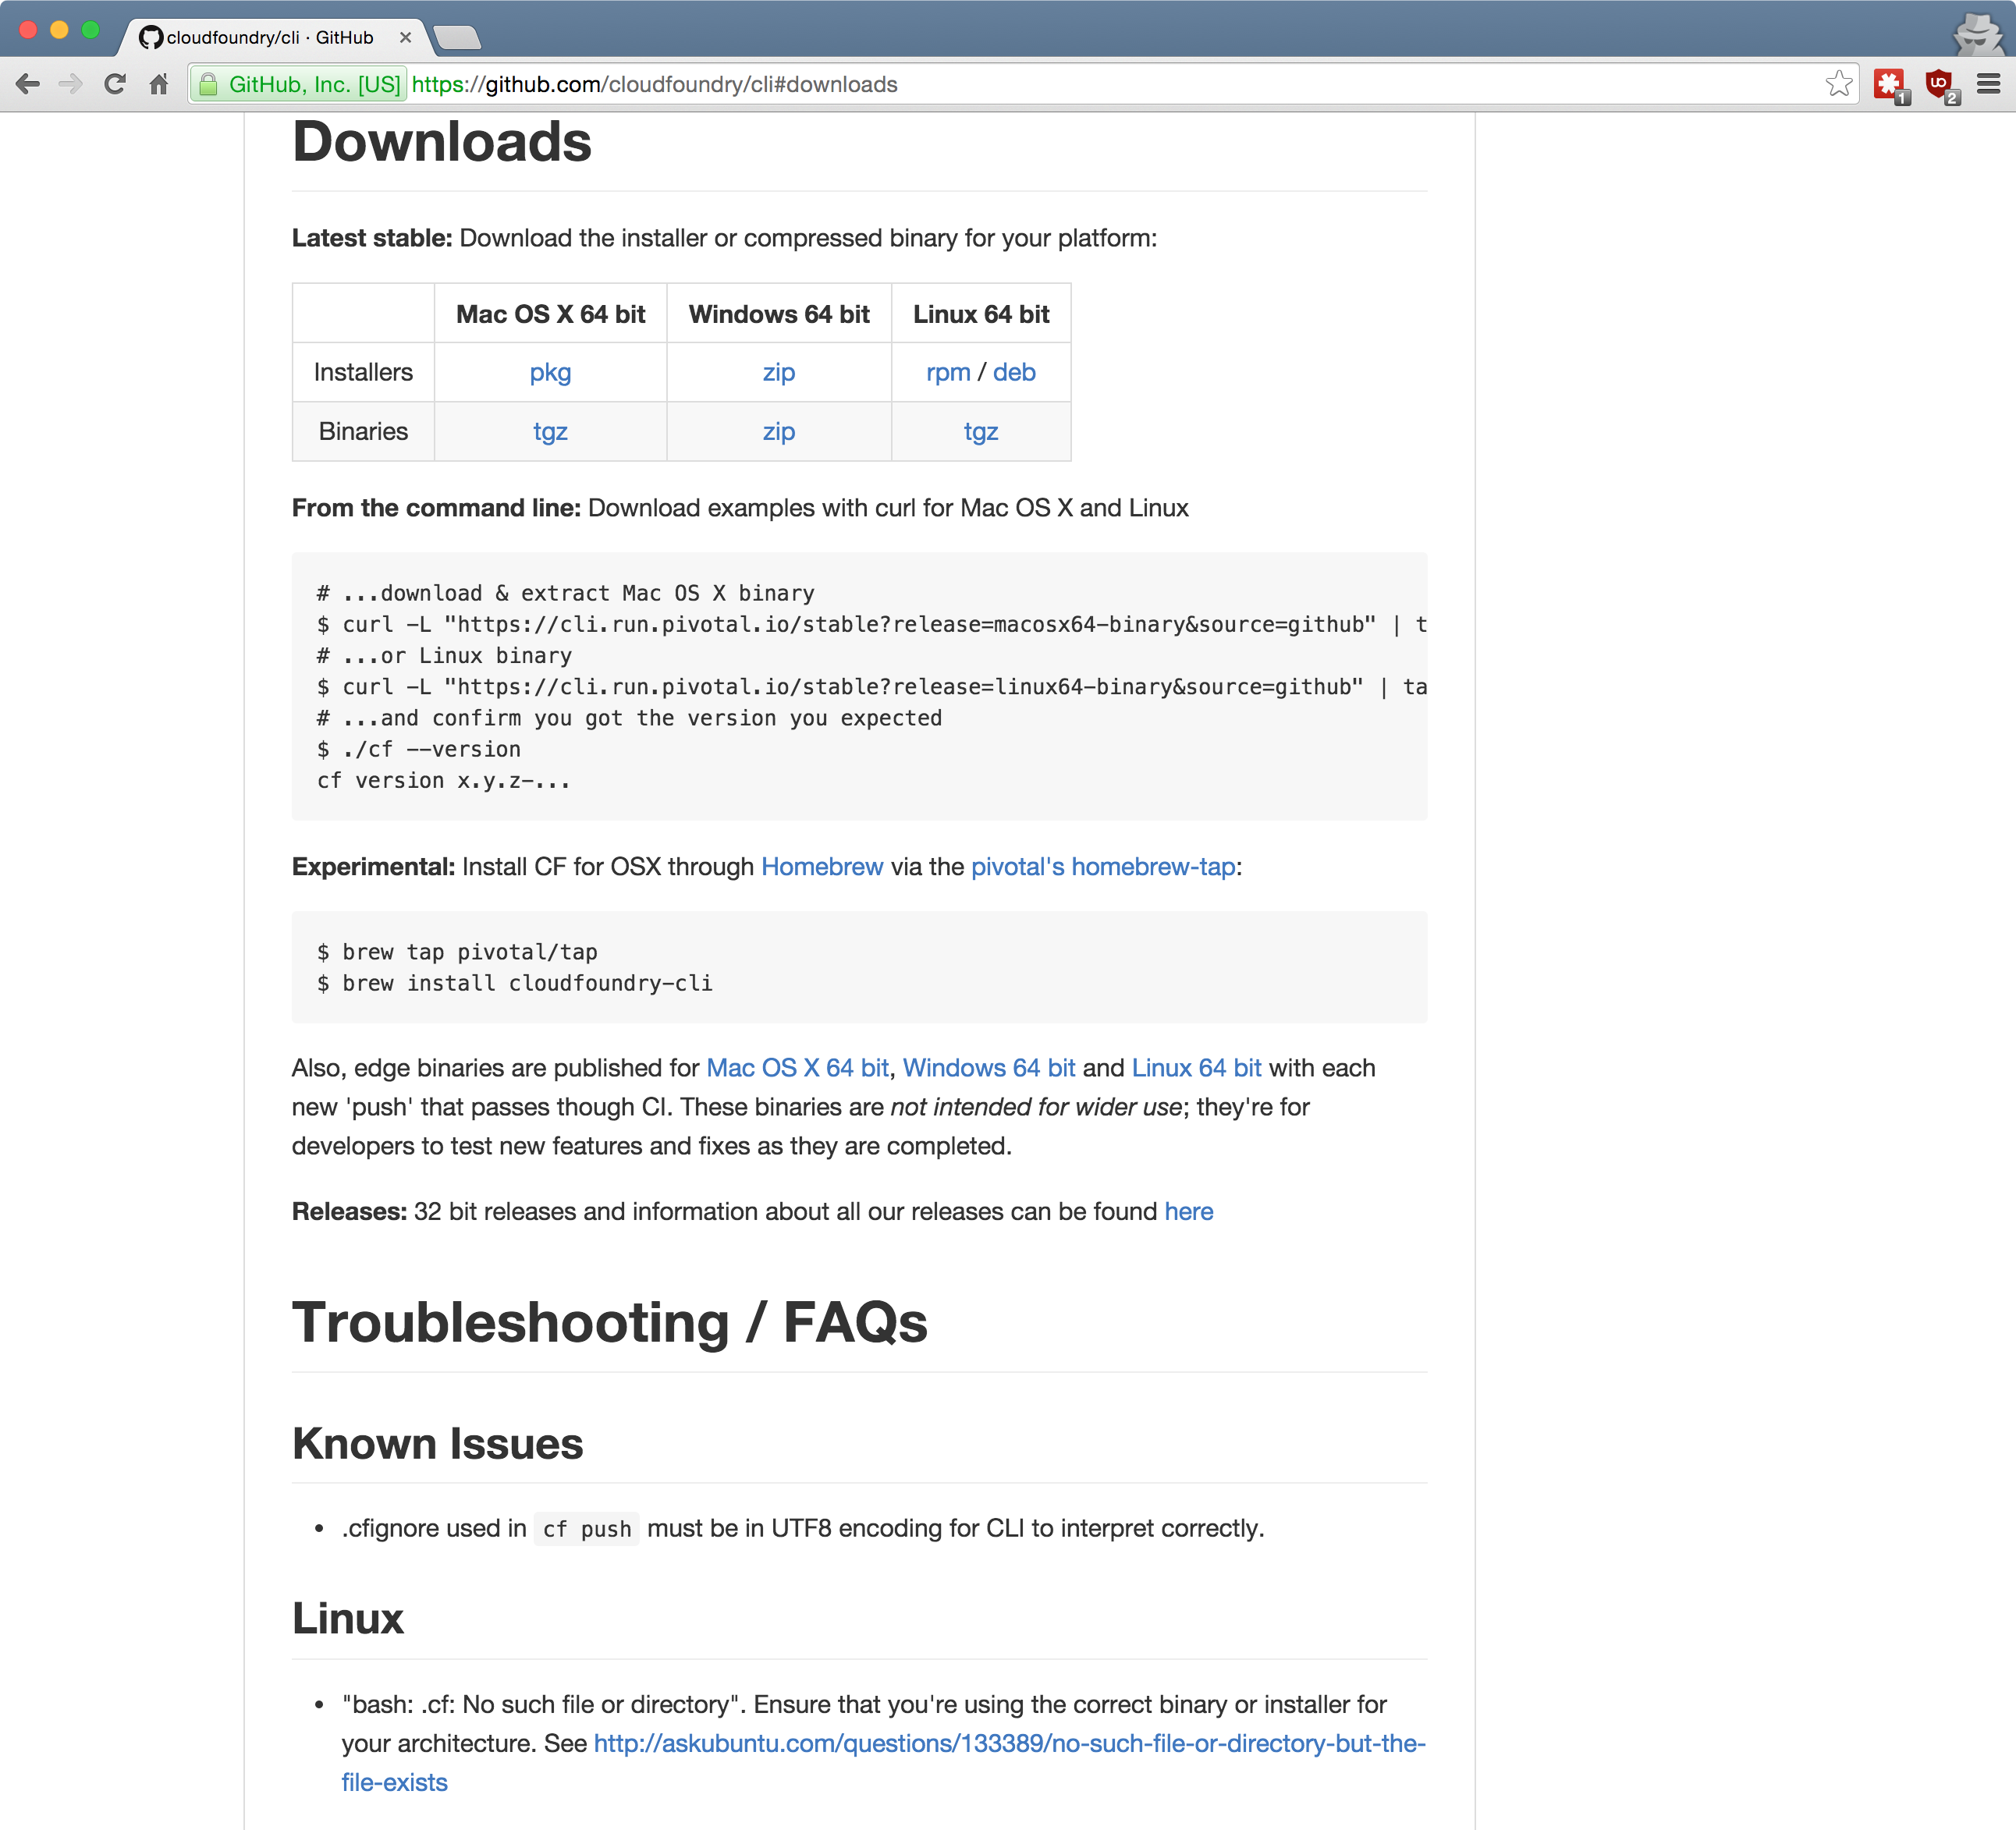 cloudfoundry/cli · GitHub
GitHub, Inc. [US] https://github.com/cloudfoundry/cli#downloads
1
2
Downloads
Latest stable: Download the installer or compressed binary for your platform:
Mac OS X 64 bit Windows 64 bit Linux 64 bit
Installers pkg zip rpm / deb
Binaries tgz zip tgz
From the command line: Download examples with curl for Mac OS X and Linux
# ...download & extract Mac OS X binary
$ curl -L "https://cli.run.pivotal.io/stable?release=macosx64-binary&source=github" | t
# ...or Linux binary
$ curl -L "https://cli.run.pivotal.io/stable?release=linux64-binary&source=github" | ta
# ...and confirm you got the version you expected
$ ./cf --version
cf version x.y.z-...
Experimental: Install CF for OSX through Homebrew via the pivotal's homebrew-tap:
$ brew tap pivotal/tap
$ brew install cloudfoundry-cli
Also, edge binaries are published for Mac OS X 64 bit, Windows 64 bit and Linux 64 bit with each
new 'push' that passes though CI. These binaries are not intended for wider use; they're for
developers to test new features and fixes as they are completed.
Releases: 32 bit releases and information about all our releases can be found here
Troubleshooting / FAQs
Known Issues
• .cfignore used in cf push must be in UTF8 encoding for CLI to interpret correctly.
Linux
• "bash: .cf: No such file or directory". Ensure that you're using the correct binary or installer for
your architecture. See http://askubuntu.com/questions/133389/no-such-file-or-directory-but-the-
file-exists